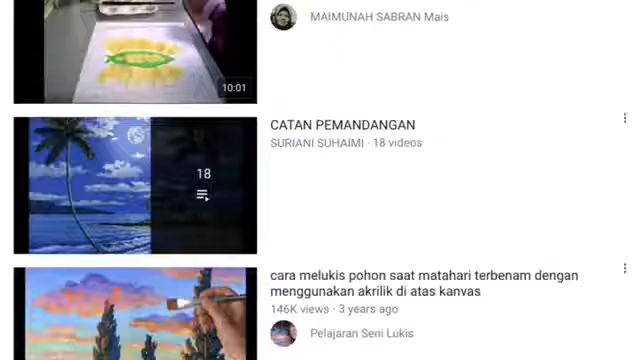 MAIMUNAH SABRAN Mais
10:01
CATAN PEMANDANGAN
SURIANI SUHAIMI · 18 videos
18
cara melukis pohon saat matahari terbenam dengan
menggunakan akrilik di atas kanvas
146K views · 3 years ago
Pelajaran Seni Lukis